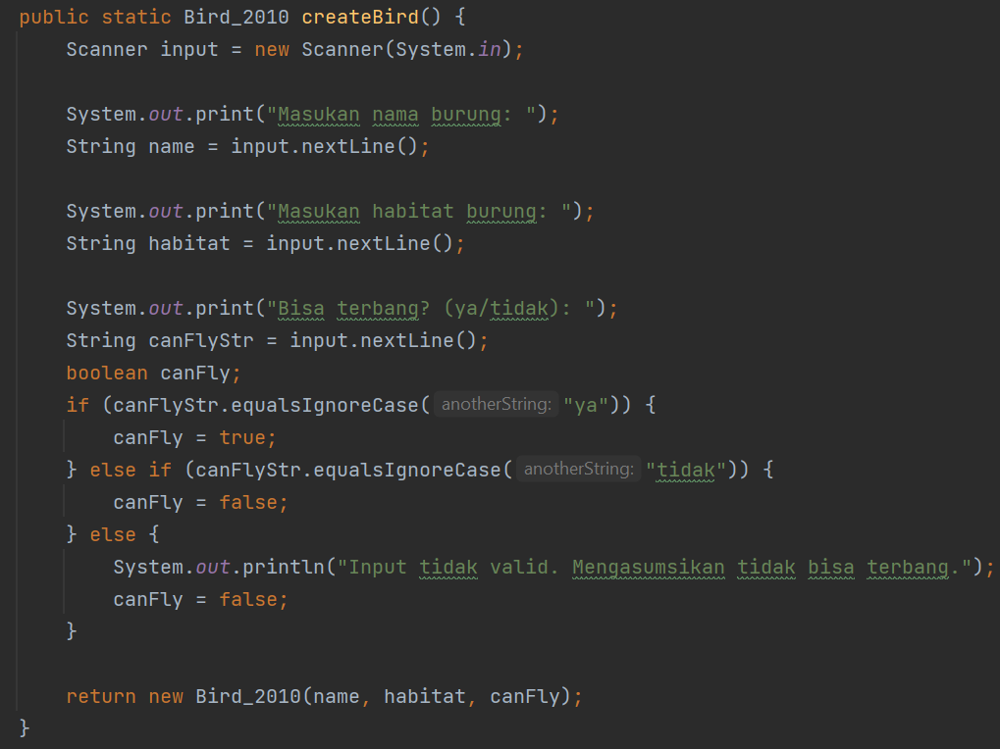 public static Bird_2010 createBird() {
    Scanner input = new Scanner(System.in);

    System.out.print("Masukan nama burung: ");
    String name = input.nextLine();

    System.out.print("Masukan habitat burung: ");
    String habitat = input.nextLine();

    System.out.print("Bisa terbang? (ya/tidak): ");
    String canFlyStr = input.nextLine();
    boolean canFly;
    if (canFlyStr.equalsIgnoreCase( anotherString: "ya")) {
        canFly = true;
    } else if (canFlyStr.equalsIgnoreCase( anotherString: "tidak")) {
        canFly = false;
    } else {
        System.out.println("Input tidak valid. Mengasumsikan tidak bisa terbang.");
        canFly = false;
    }

    return new Bird_2010(name, habitat, canFly);
}